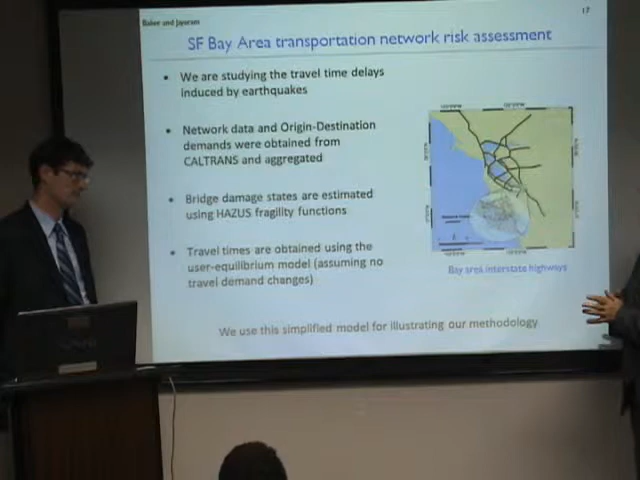 Baker and Jayaram
17
SF Bay Area transportation network risk assessment
• We are studying the travel time delays
induced by earthquakes
• Network data and Origin-Destination
demands were obtained from
CALTRANS and aggregated
• Bridge damage states are estimated
using HAZUS fragility functions
• Travel times are obtained using the
user-equilibrium model (assuming no
travel demand changes)
Bay area interstate highways
We use this simplified model for illustrating our methodology